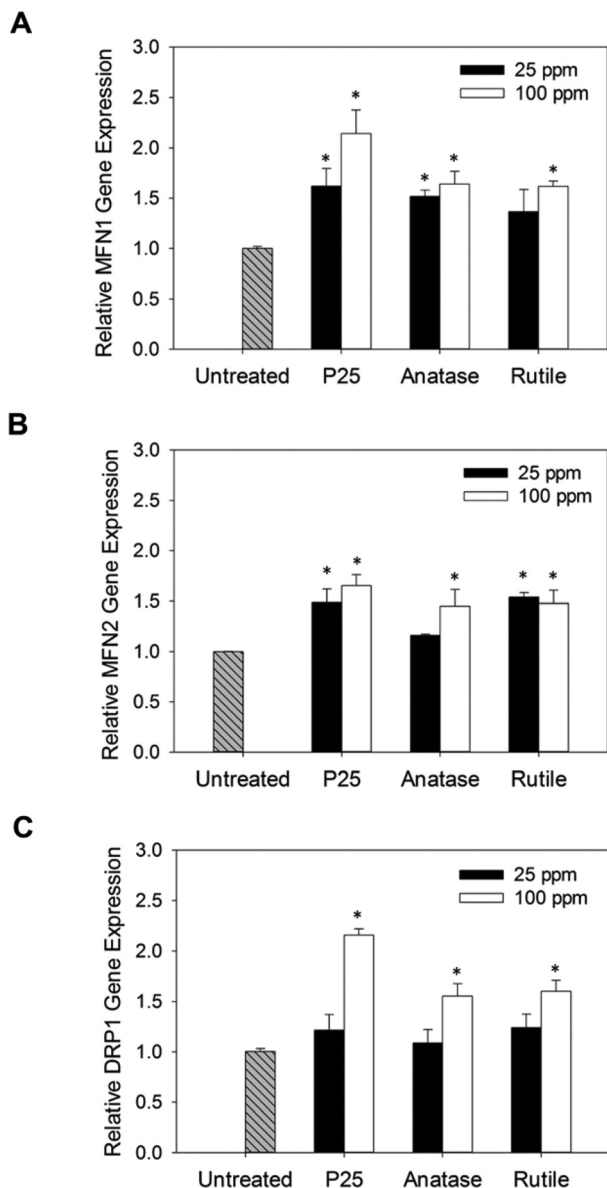 A
Relative MFN1 Gene Expression
3.0
2.5
2.0
1.5
1.0
0.5
0.0
25 ppm
100 ppm
* * * * *
Untreated P25 Anatase Rutile
B
Relative MFN2 Gene Expression
3.0
2.5
2.0
1.5
1.0
0.5
0.0
25 ppm
100 ppm
* * * * *
Untreated P25 Anatase Rutile
C
Relative DRP1 Gene Expression
3.0
2.5
2.0
1.5
1.0
0.5
0.0
25 ppm
100 ppm
* * *
Untreated P25 Anatase Rutile